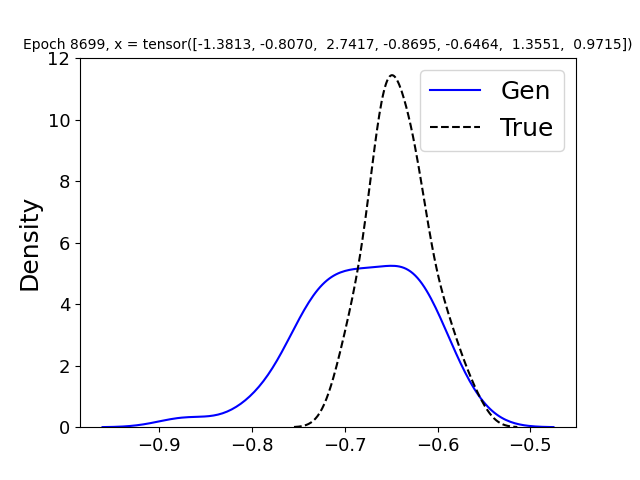 Epoch 8699, x = tensor([-1.3813, -0.8070,  2.7417, -0.8695, -0.6464,  1.3551,  0.9715])
Density
12
10
8
6
4
2
0
Gen
True
−0.9 −0.8 −0.7 −0.6 −0.5